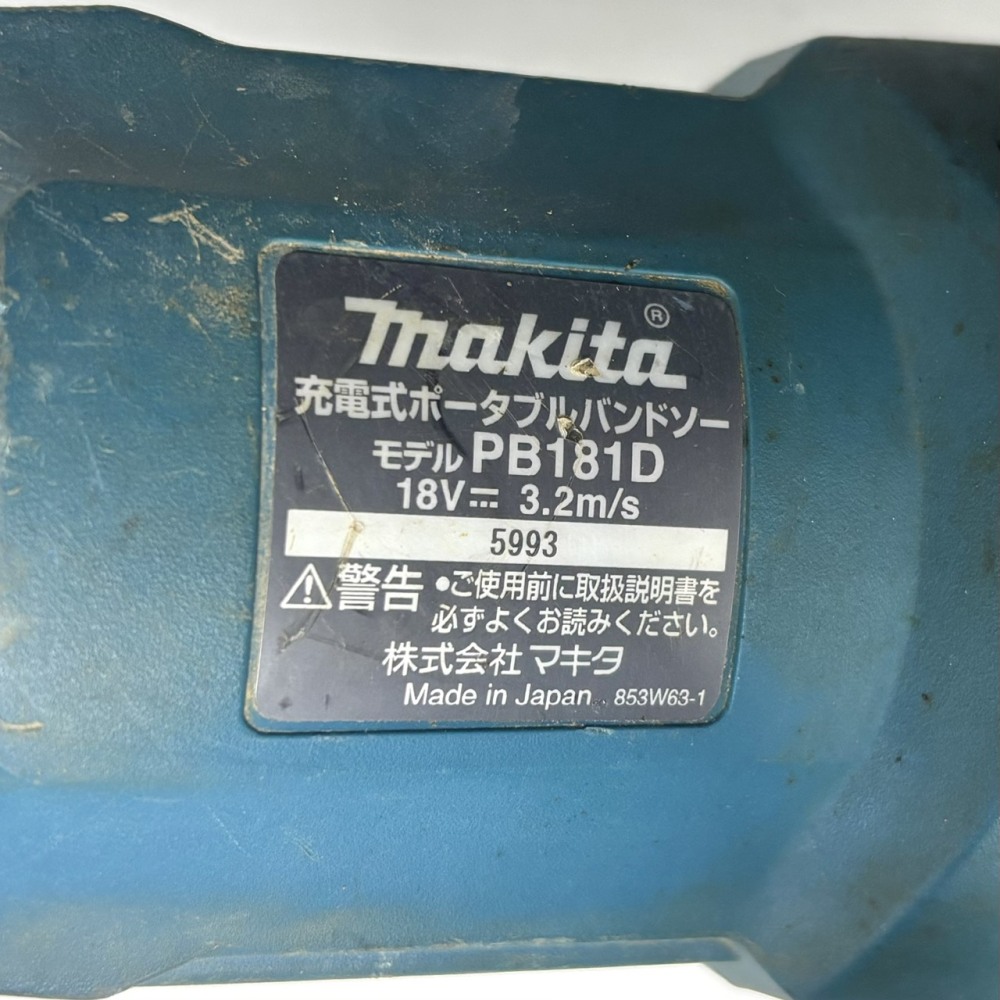 makita®
充電式ポータブルバンドソー
モデル PB181D
18V⎓ 3.2m/s
5993
⚠警告 •ご使用前に取扱説明書を
必ずよくお読みください。
株式会社 マキタ
Made in Japan 853W63-1